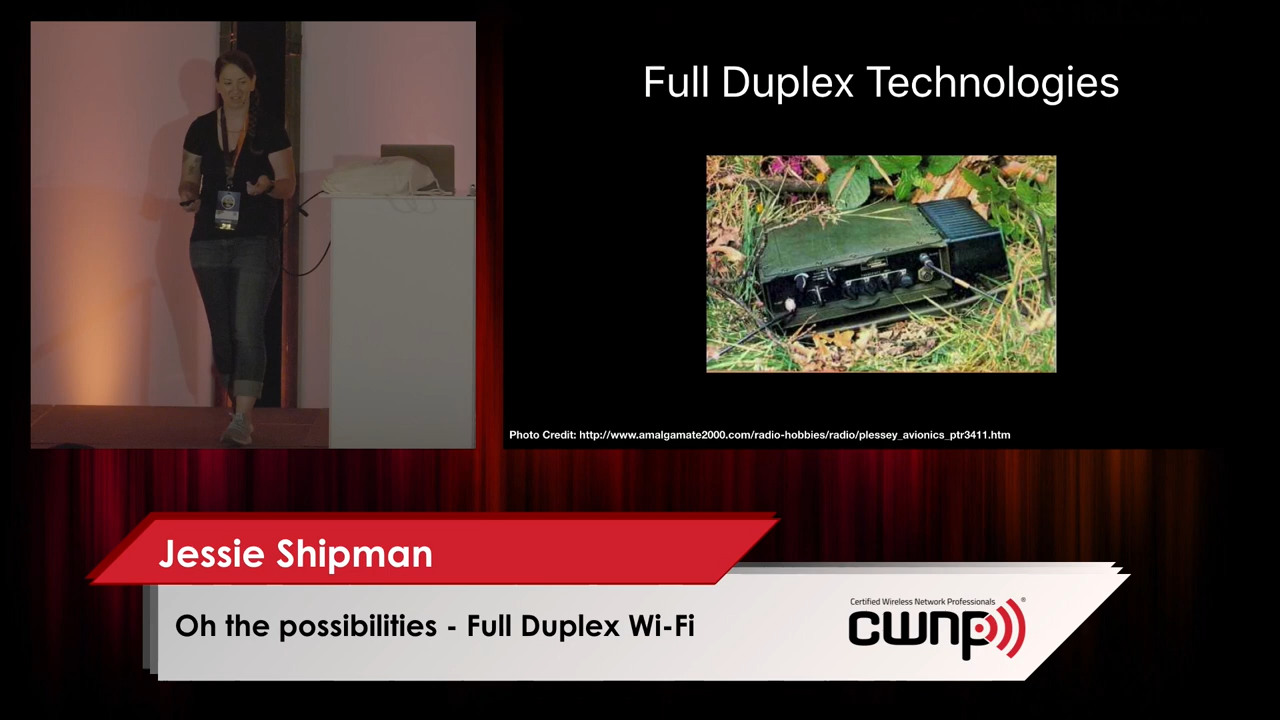 Full Duplex Technologies
Photo Credit: http://www.amalgamate2000.com/radio-hobbies/radio/plessey_avionics_ptr3411.htm
Jessie Shipman
Oh the possibilities - Full Duplex Wi-Fi
Certified Wireless Network Professionals ®
cwnp